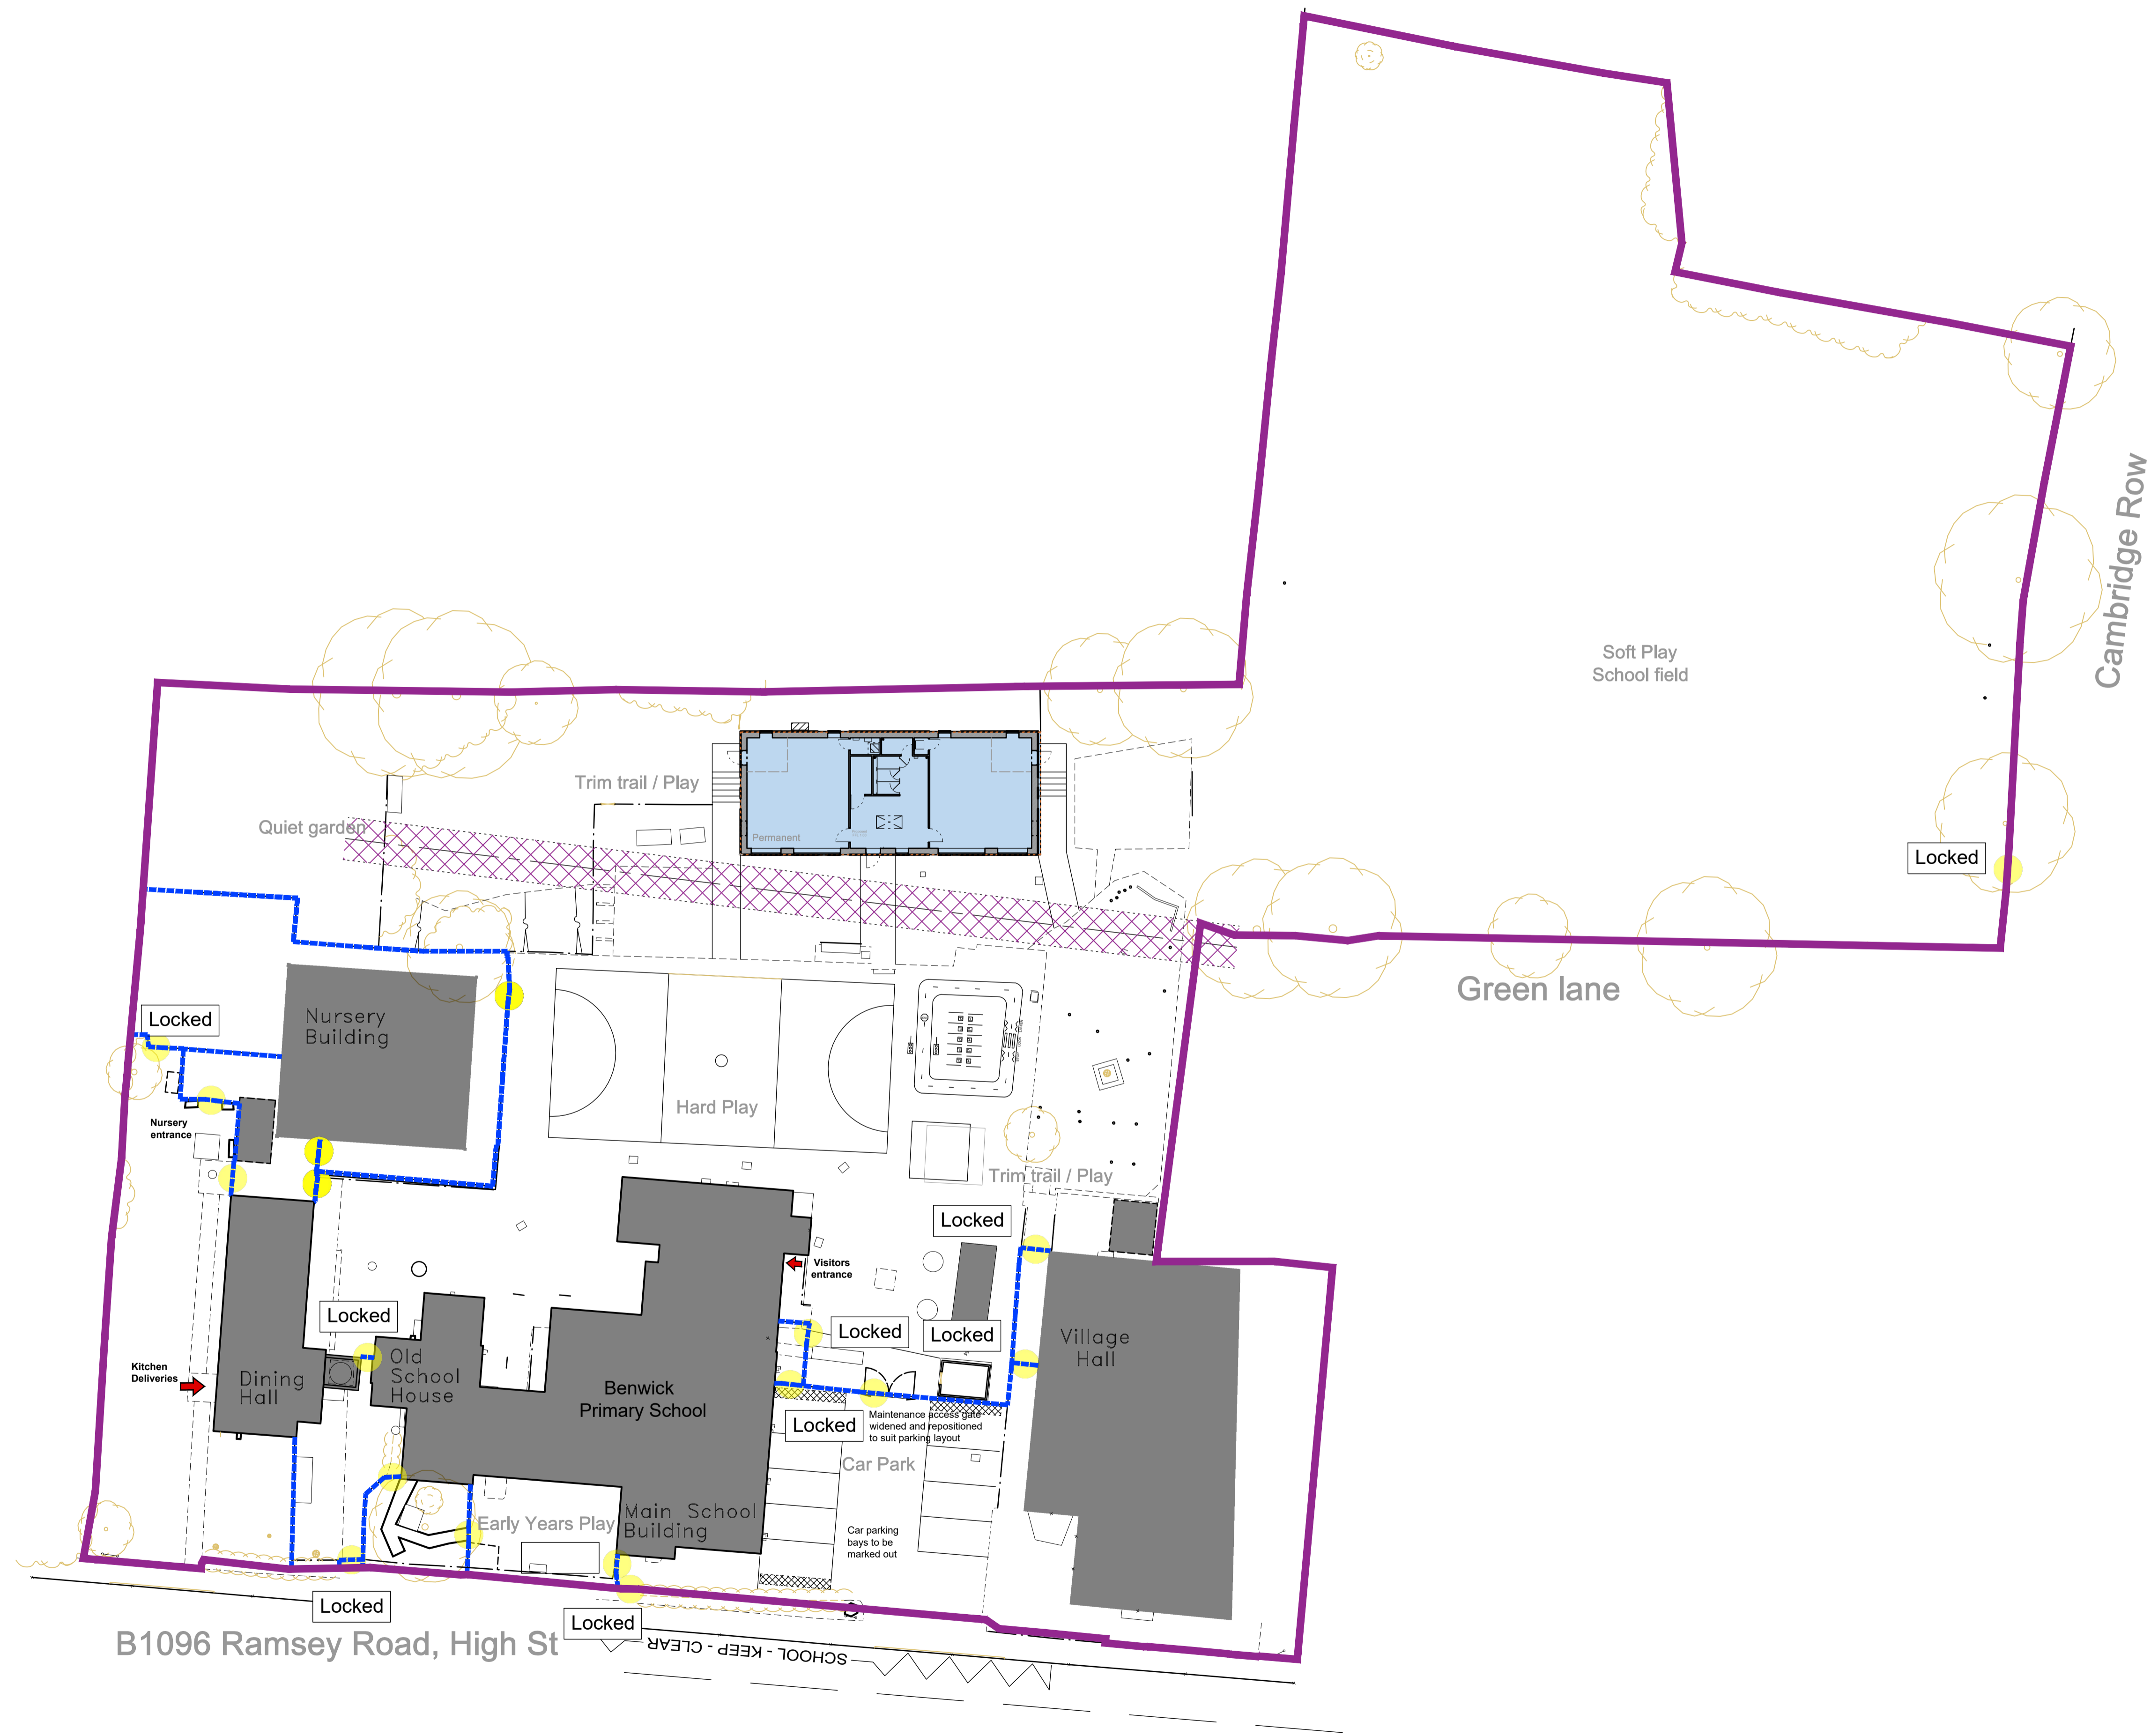 Cambridge Row
Soft Play
School field
Trim trail / Play
Quiet garden
Permanent
Locked
Green lane
Nursery
Building
Locked
Nursery
entrance
Hard Play
Trim trail / Play
Locked
Visitors
entrance
Locked
Locked
Locked
Village
Hall
Kitchen
Deliveries
Dining
Hall
Old
School
House
Benwick
Primary School
Locked
Maintenance access gate
widened and repositioned
to suit parking layout
Car Park
Main School
Building
Early Years Play
Car parking
bays to be
marked out
Locked
Locked
B1096 Ramsey Road, High St
SCHOOL - KEEP - CLEAR